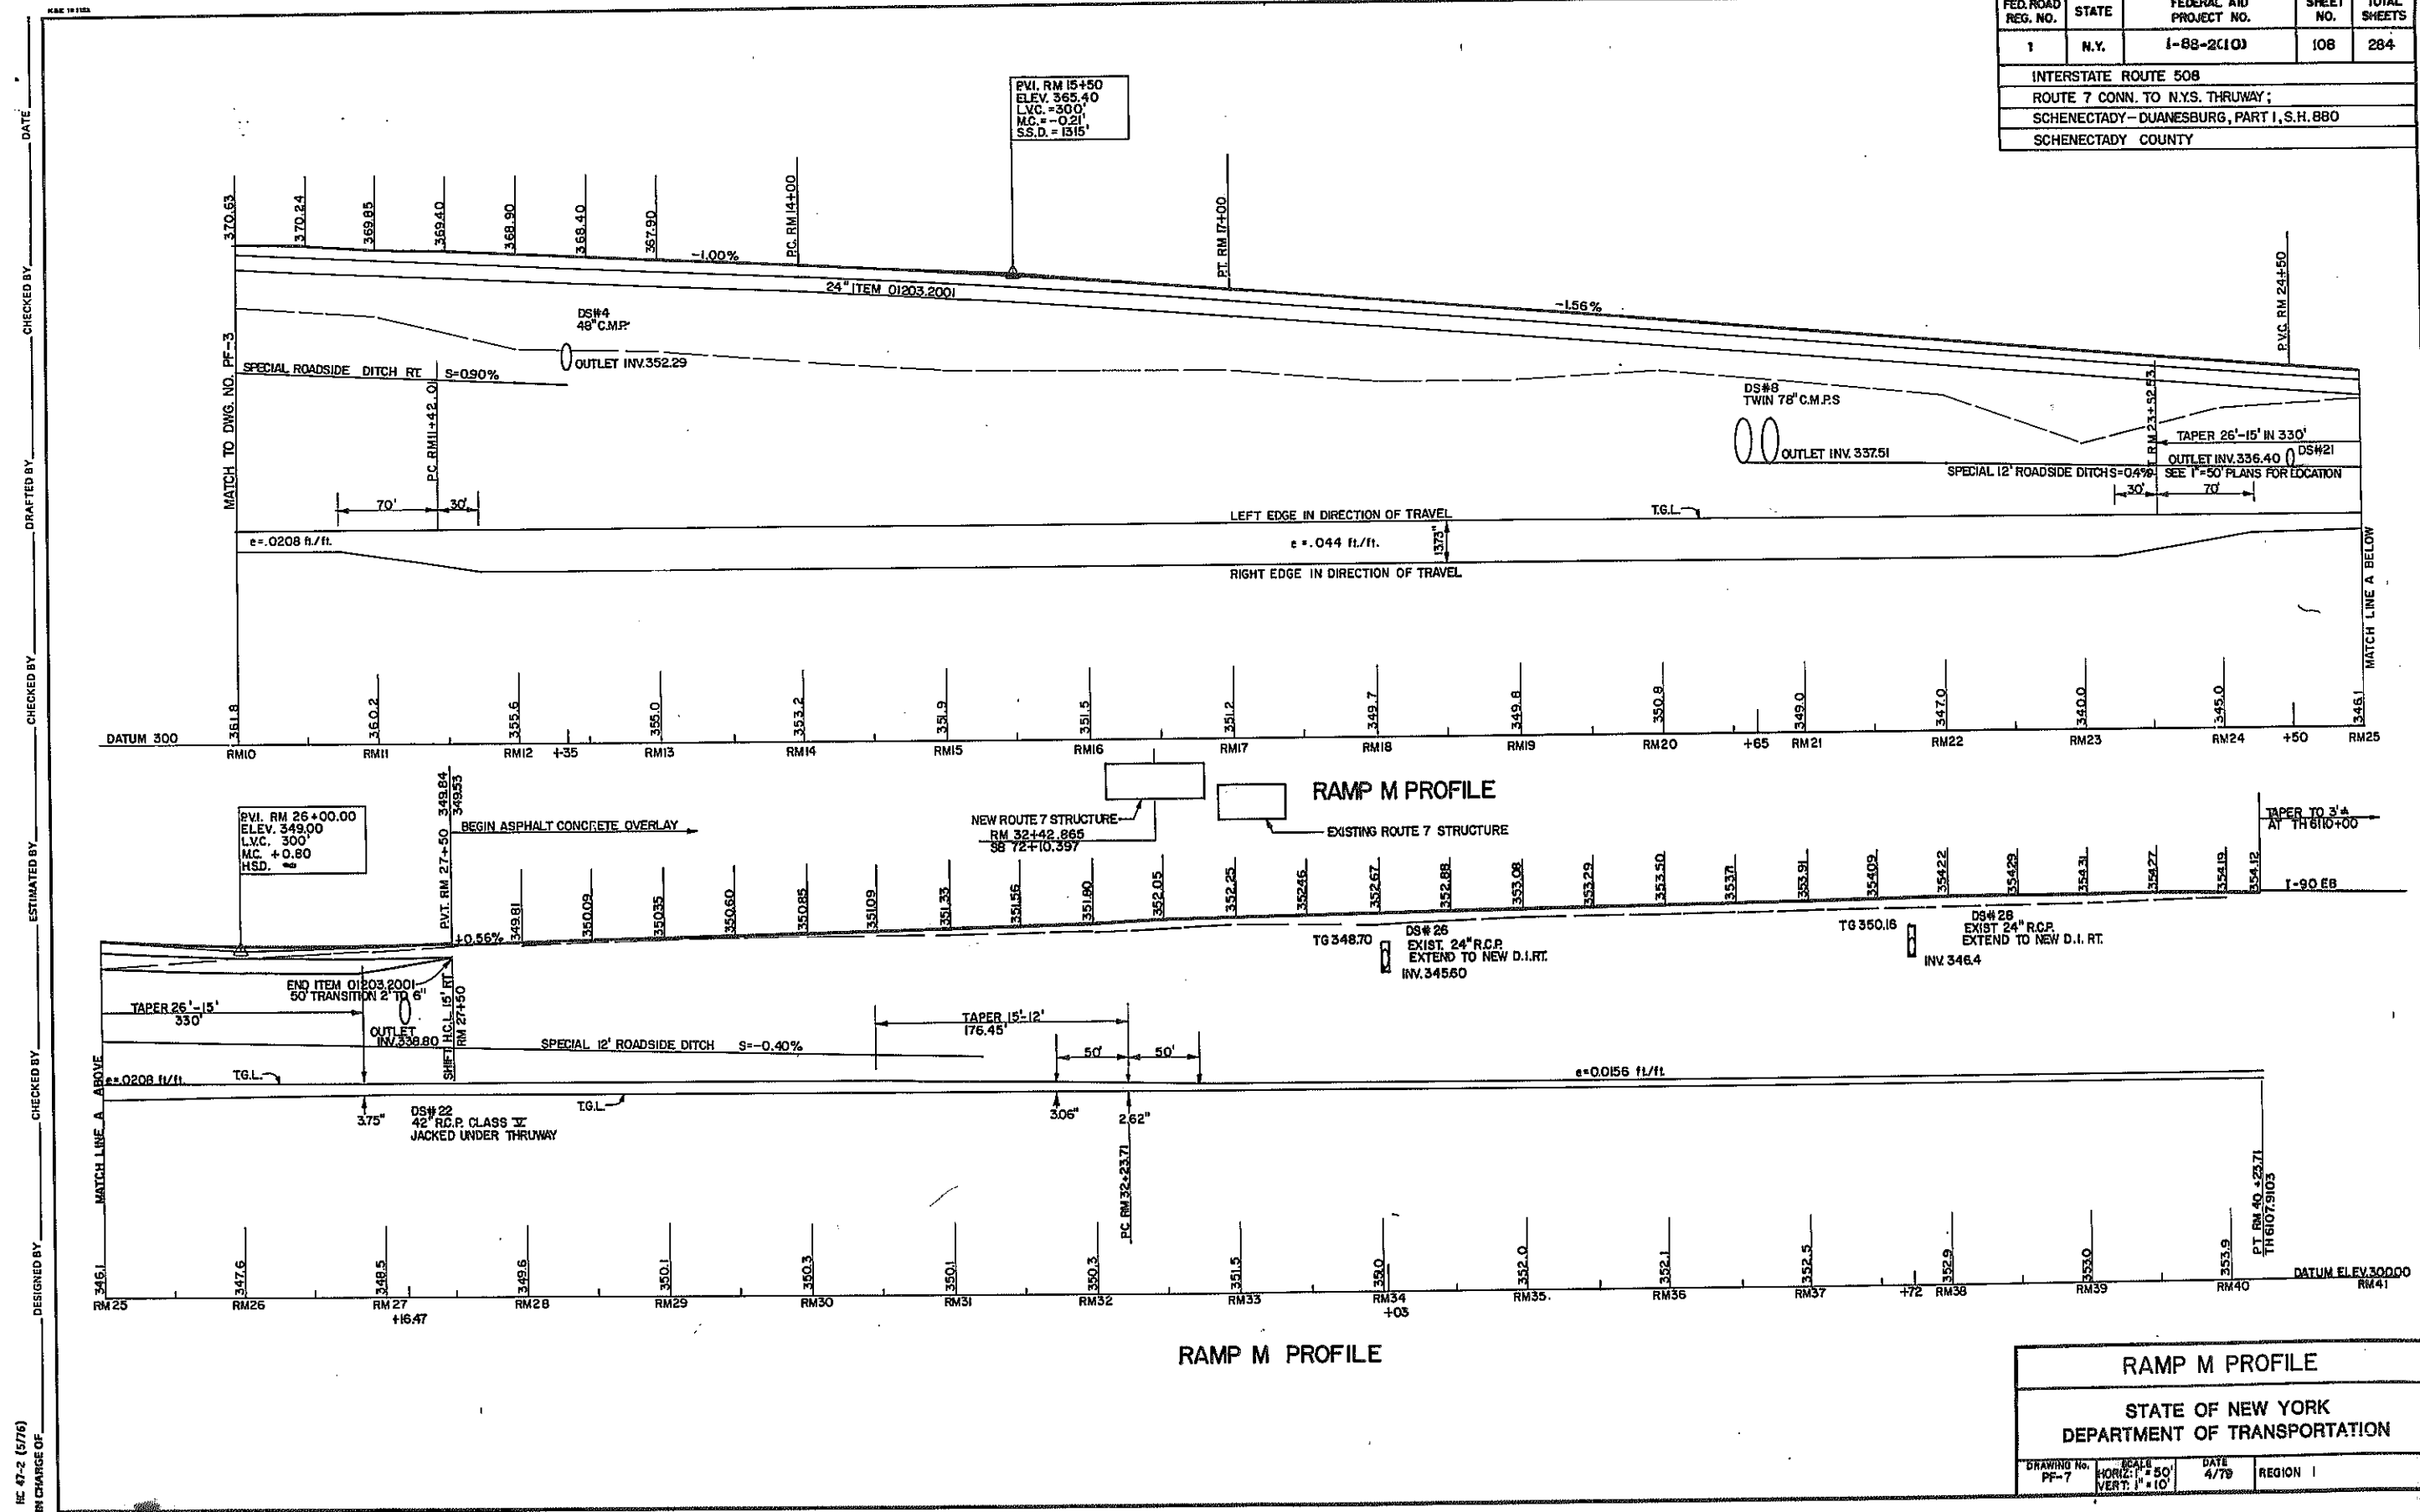 K&E 19 1153
FED. ROAD REG. NO.
STATE
FEDERAL AID PROJECT NO.
SHEET NO.
TOTAL SHEETS
1
N.Y.
I-88-2(10)
108
284
INTERSTATE ROUTE 508
ROUTE 7 CONN. TO N.Y.S. THRUWAY;
SCHENECTADY-DUANESBURG, PART 1, S.H. 880
SCHENECTADY COUNTY
P.V.I. RM 15+50
ELEV. 365.40
L.V.C. =300'
M.C. = -0.21'
S.S.D. = 1315'
370.63
370.24
369.85
369.40
368.90
368.40
367.90
P.C. RM 14+00
P.T. RM 17+00
P.V.C. RM 24+50
-1.00%
24" ITEM 01203.2001
-1.56%
DS#4
48" C.M.P.
OUTLET INV. 352.29
MATCH TO DWG. NO. PF-3
SPECIAL ROADSIDE DITCH RT.
S=0.90%
P.C. RM11+42.01
DS#8
TWIN 78" C.M.P.S
OUTLET INV. 337.51
T RM 23+52.53
TAPER 26'-15' IN 330'
OUTLET INV. 336.40
DS#21
SPECIAL 12' ROADSIDE DITCH S=0.4%
SEE 1"=50' PLANS FOR LOCATION
70'
30'
30'
70'
LEFT EDGE IN DIRECTION OF TRAVEL
T.G.L.
e=.0208 ft./ft.
e=.044 ft./ft.
13.73"
RIGHT EDGE IN DIRECTION OF TRAVEL
MATCH LINE A BELOW
361.8
360.2
355.6
355.0
353.2
351.9
351.5
351.2
349.7
349.8
350.8
349.0
347.0
340.0
345.0
346.1
DATUM 300
RM10
RM11
RM12
+35
RM13
RM14
RM15
RM16
RM17
RM18
RM19
RM20
+65
RM21
RM22
RM23
RM24
+50
RM25
RAMP M PROFILE
P.V.I. RM 26+00.00
ELEV. 349.00
L.V.C. 300'
M.C. +0.80
HSD. ∞
P.V.T. RM 27+50
349.84
349.53
BEGIN ASPHALT CONCRETE OVERLAY
NEW ROUTE 7 STRUCTURE
RM 32+42.865
SB 72+10.397
EXISTING ROUTE 7 STRUCTURE
TAPER TO 3'±
AT TH 6110+00
+0.56%
349.81
350.09
350.35
350.60
350.85
351.09
351.33
351.56
351.80
352.05
352.25
352.46
352.67
352.88
353.08
353.29
353.50
353.71
353.91
354.09
354.22
354.29
354.31
354.27
354.19
354.12
I-90 EB
TG 348.70
DS#26
EXIST. 24" R.C.P.
EXTEND TO NEW D.I. RT.
INV. 345.60
TG 350.16
DS#28
EXIST 24" R.C.P.
EXTEND TO NEW D.I. RT.
INV. 346.4
END ITEM 01203.2001
50' TRANSITION 2' TO 6"
TAPER 26'-15'
330'
OUTLET
INV. 338.80
SHIFT H.C.L. 15' RT
RM 27+50
TAPER 15'-12'
176.45'
SPECIAL 12' ROADSIDE DITCH S=-0.40%
50'
50'
MATCH LINE A ABOVE
e=.0208 ft/ft.
T.G.L.
e=0.0156 ft./ft.
T.G.L.
3.75"
DS#22
42" R.C.P. CLASS V
JACKED UNDER THRUWAY
3.06"
2.62"
PC RM 32+23.71
PT RM 40+23.71
TH 6107.9103
346.1
347.6
348.5
349.6
350.1
350.3
350.1
350.3
351.5
352.0
352.1
352.5
352.9
353.0
353.9
DATUM ELEV. 300.00
RM25
RM26
RM27
+16.47
RM28
RM29
RM30
RM31
RM32
RM33
RM34
+03
RM35.
RM36
RM37
+72
RM38
RM39
RM40
RM41
RAMP M PROFILE
RAMP M PROFILE
STATE OF NEW YORK
DEPARTMENT OF TRANSPORTATION
DRAWING No.
PF-7
SCALE
HORIZ: 1"=50'
VERT: 1"=10'
DATE
4/79
REGION 1
HC 47-2 (5/76)
IN CHARGE OF
DESIGNED BY
CHECKED BY
ESTIMATED BY
CHECKED BY
DRAFTED BY
CHECKED BY
DATE